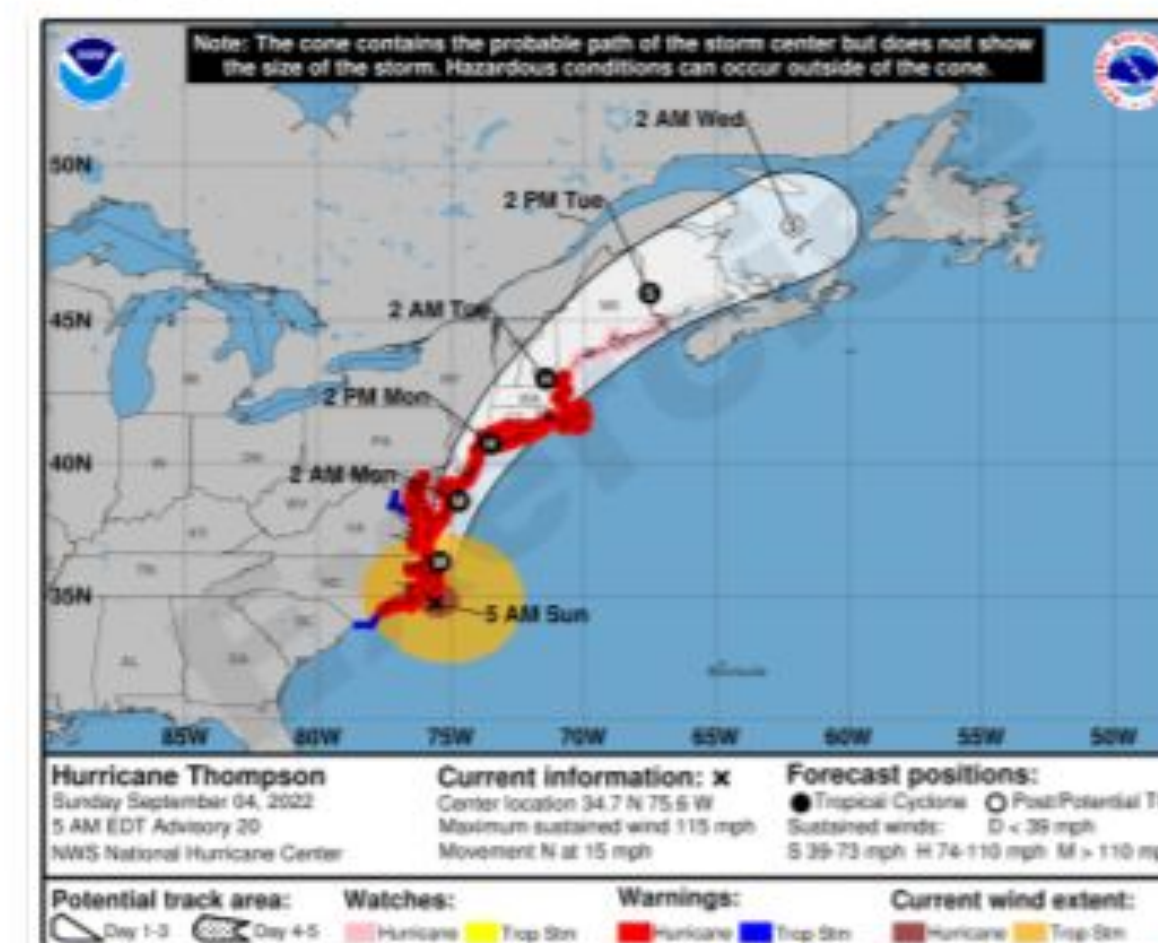 Note: The cone contains the probable path of the storm center but does not show
the size of the storm. Hazardous conditions can occur outside of the cone.
2 AM Wed
50N
2 PM Tue
45N
2 AM Tue
2 PM Mon
40N
2 AM Mon
35N
5 AM Sun
85W 80W 75W 70W 65W 60W 55W 50W
Hurricane Thompson
Sunday September 04, 2022
5 AM EDT Advisory 20
NWS National Hurricane Center
Current information: x
Center location 34.7 N 75.6 W
Maximum sustained wind 115 mph
Movement N at 15 mph
Forecast positions:
Tropical Cyclone Post/Potential T
Sustained winds: D < 39 mph
S 39-73 mph H 74-110 mph M > 110 mp
Potential track area:
Day 1-3 Day 4-5
Watches:
Hurricane Trop Stm
Warnings:
Hurricane Trop Stm
Current wind extent:
Hurricane Trop Stm